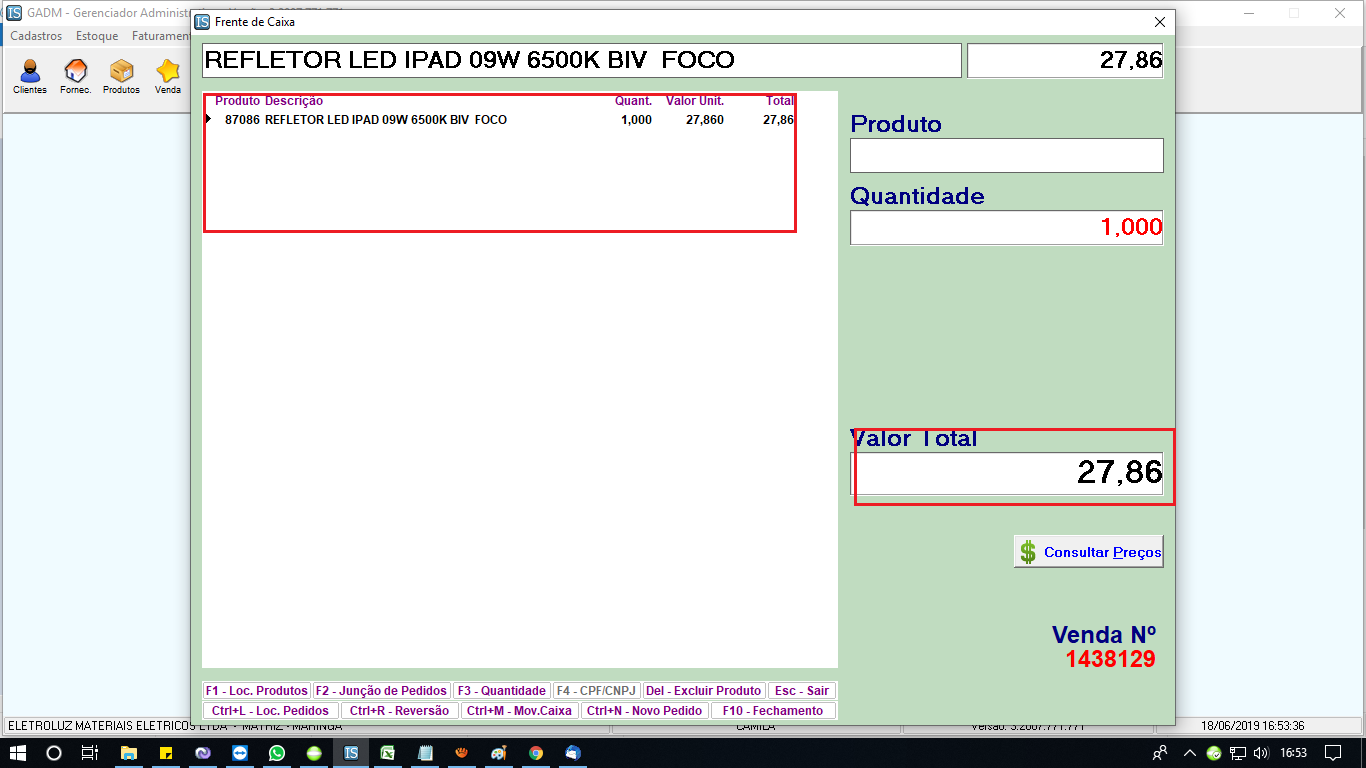 GADM - Gerenciador Administra
Frente de Caixa
Cadastros Estoque Faturamen
REFLETOR LED IPAD 09W 6500K BIV FOCO 27,86
Clientes Fornec. Produtos Venda
Produto Descrição Quant. Valor Unit. Total
87086 REFLETOR LED IPAD 09W 6500K BIV FOCO 1,000 27,860 27,86
Produto
Quantidade
1,000
Valor Total
27,86
$ Consultar Preços
Venda Nº
1438129
F1 - Loc. Produtos F2 - Junção de Pedidos F3 - Quantidade F4 - CPF/CNPJ Del - Excluir Produto Esc - Sair
Ctrl+L - Loc. Pedidos Ctrl+R - Reversão Ctrl+M - Mov.Caixa Ctrl+N - Novo Pedido F10 - Fechamento
ELETROLUZ MATERIAIS ELETRICOS LTDA - MATRIZ - MARINGA CAMILA Versão: 3.2007.771.771 18/06/2019 16:53:36
16:53